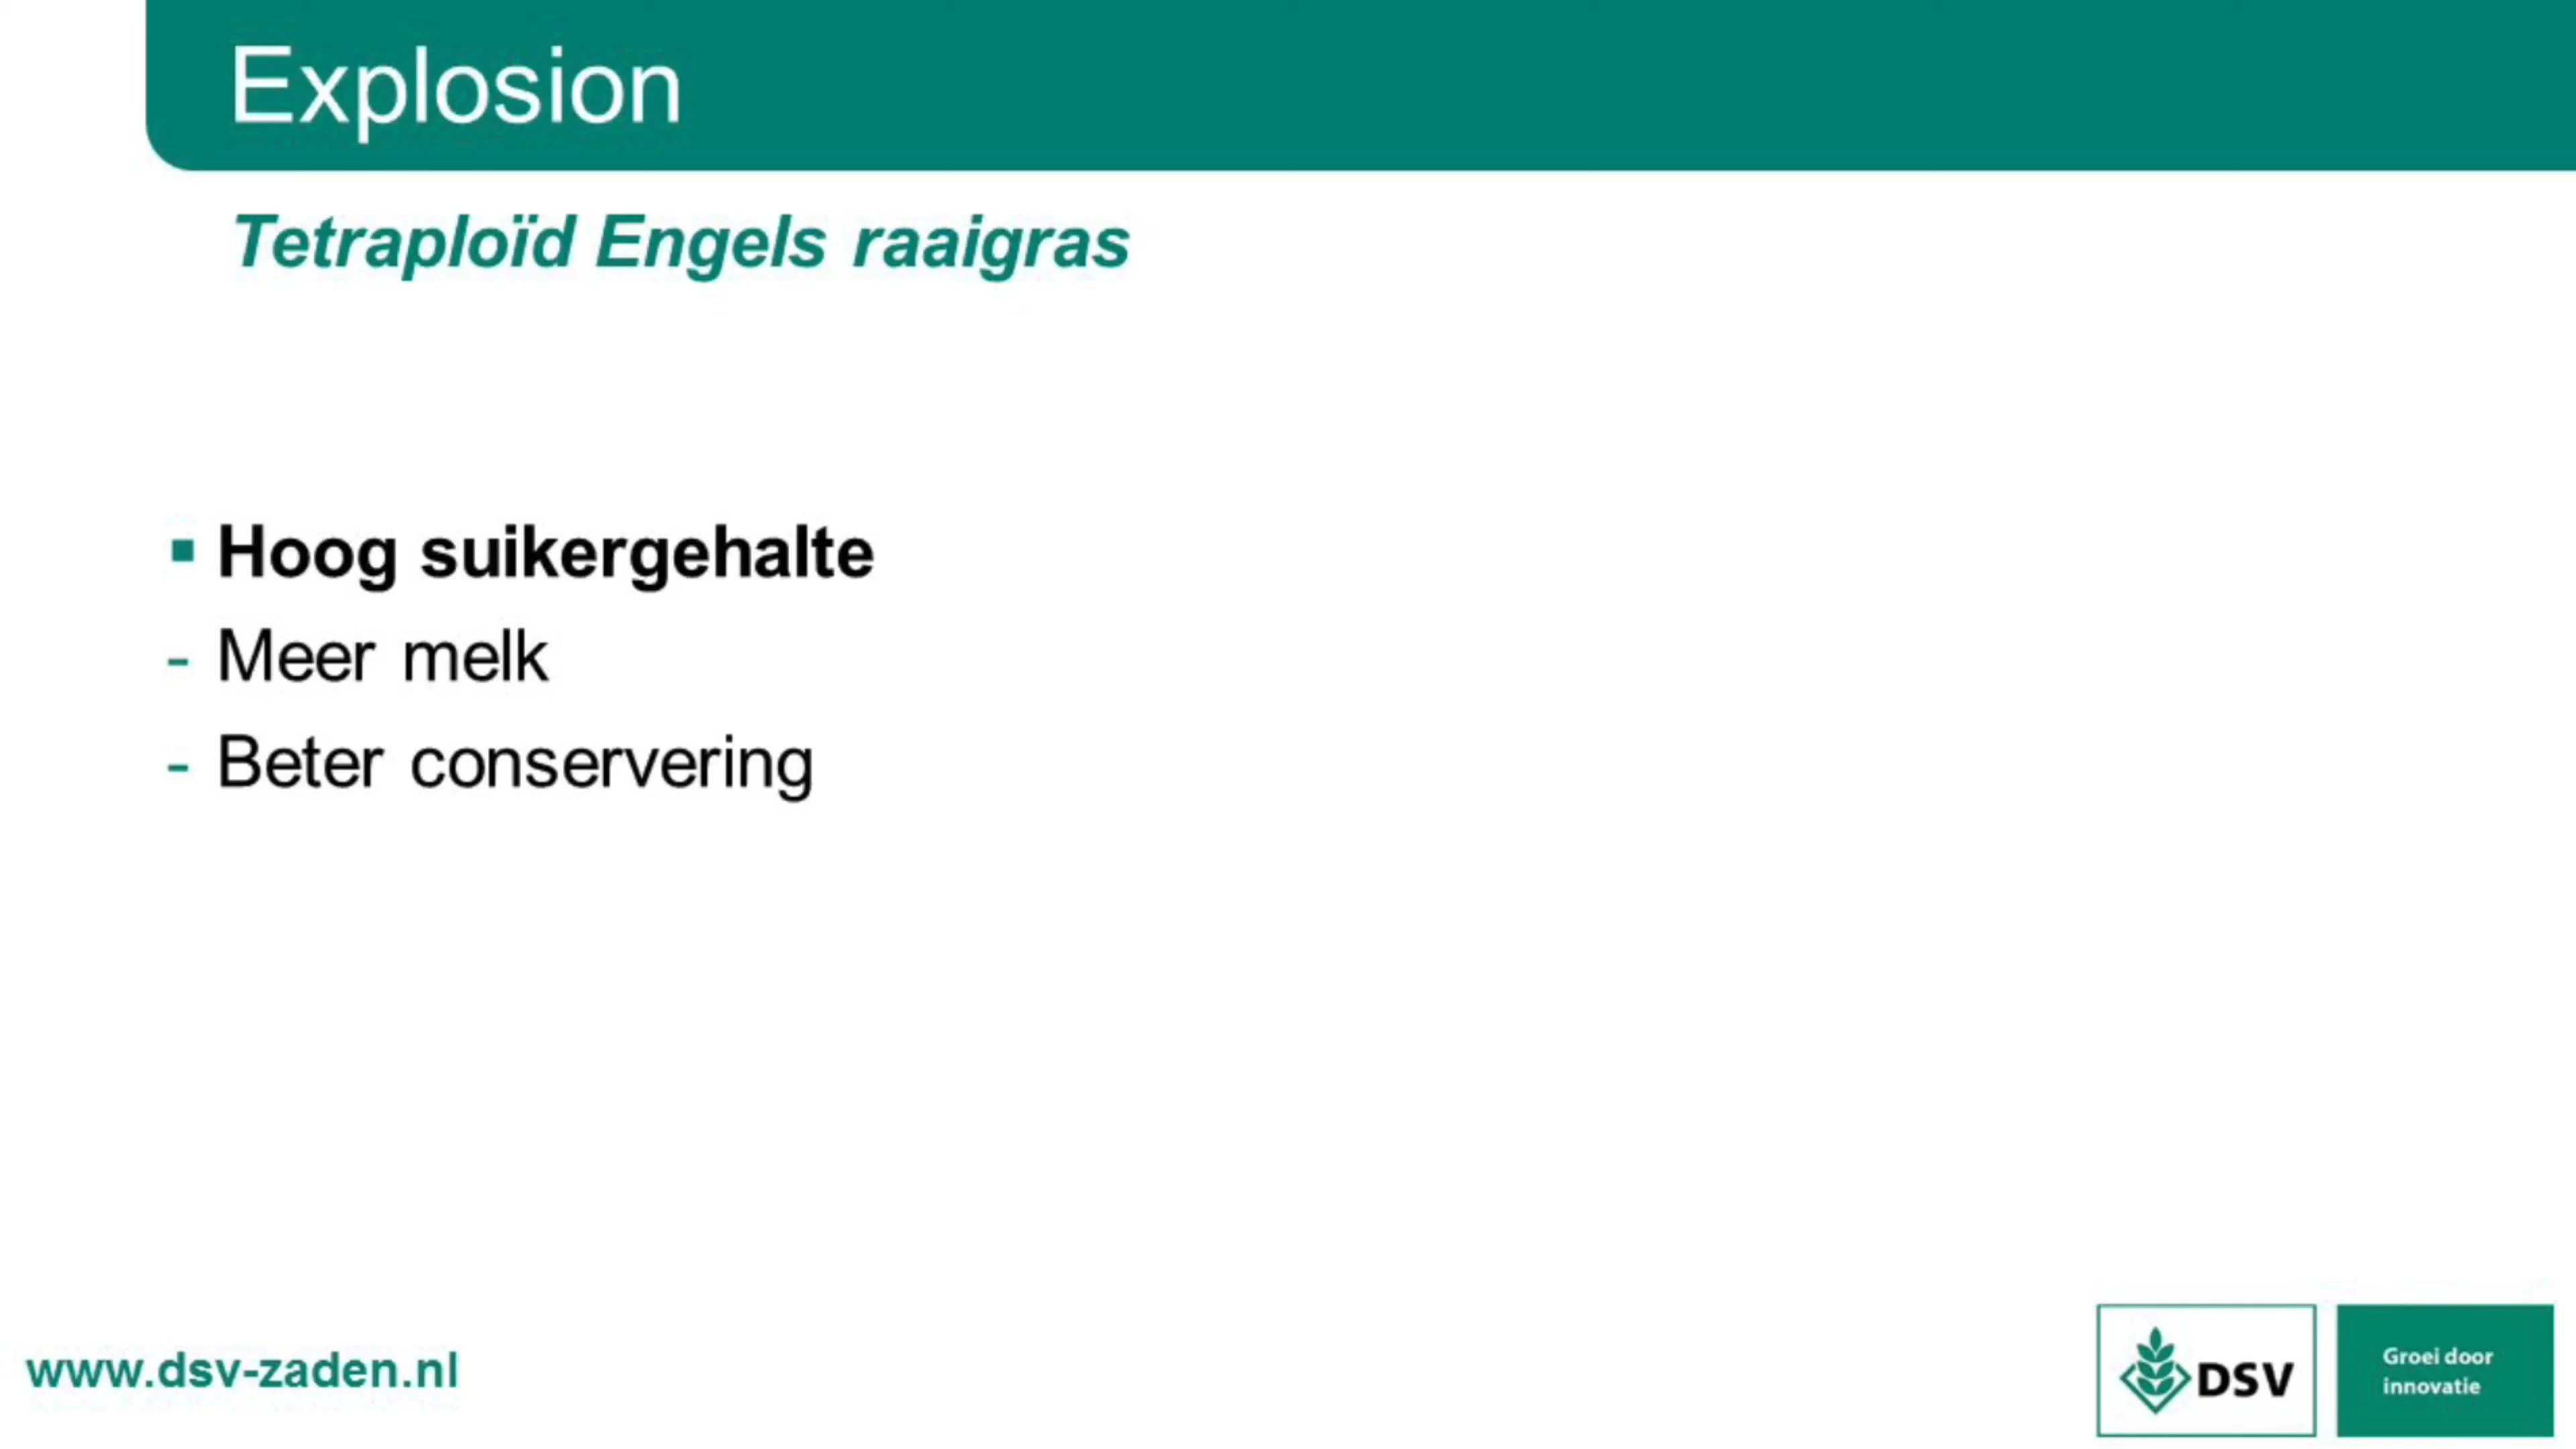 Explosion
Tetraploïd Engels raaigras
▪ Hoog suikergehalte
- Meer melk
- Beter conservering
www.dsv-zaden.nl
DSV
Groei door
innovatie